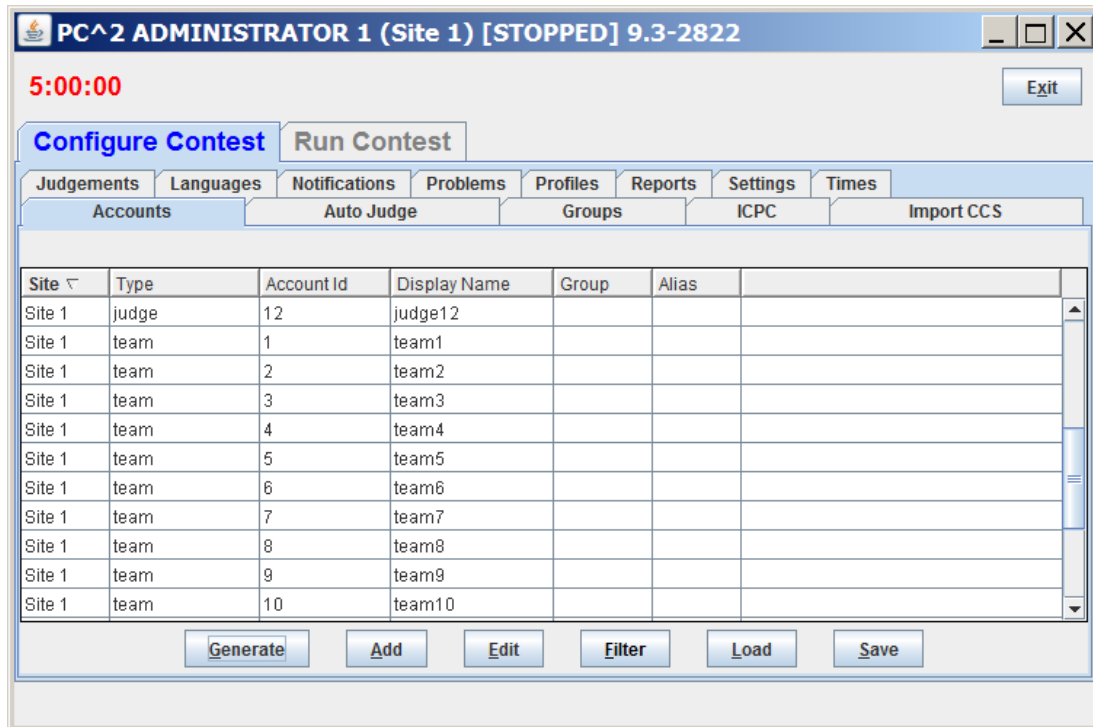 PC^2 ADMINISTRATOR 1 (Site 1) [STOPPED] 9.3-2822
5:00:00 Exit
Configure Contest Run Contest
Judgements Languages Notifications Problems Profiles Reports Settings Times
Accounts Auto Judge Groups ICPC Import CCS
Site Type Account Id Display Name Group Alias
Site 1 judge 12 judge12
Site 1 team 1 team1
Site 1 team 2 team2
Site 1 team 3 team3
Site 1 team 4 team4
Site 1 team 5 team5
Site 1 team 6 team6
Site 1 team 7 team7
Site 1 team 8 team8
Site 1 team 9 team9
Site 1 team 10 team10
Generate Add Edit Filter Load Save